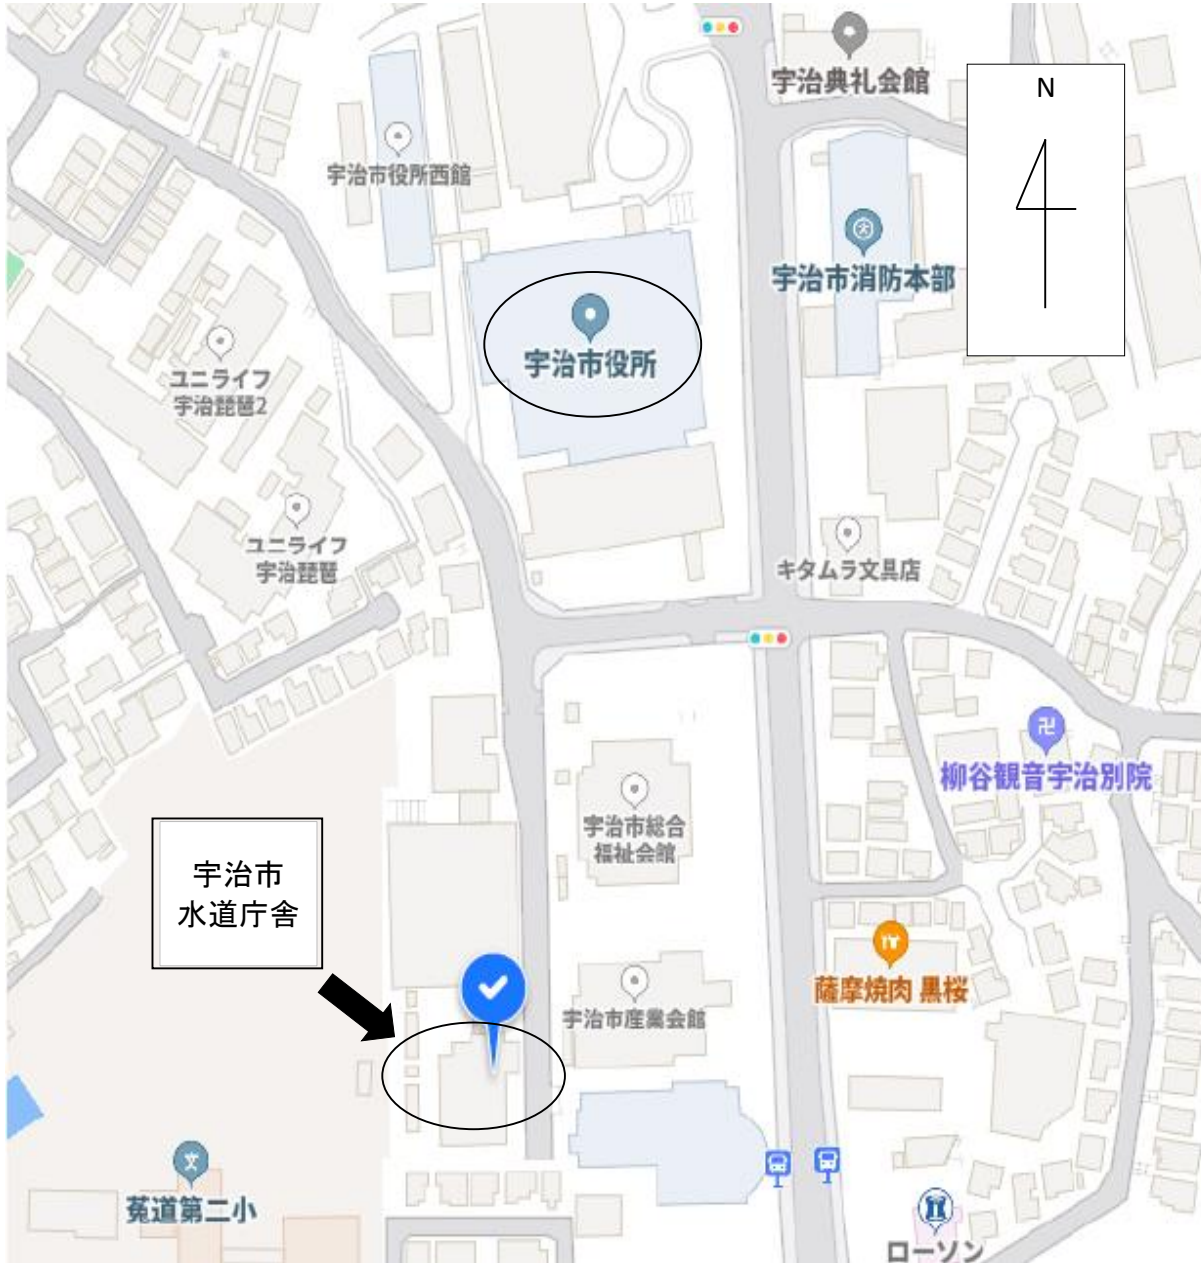 宇治典礼会館
N
宇治市役所西館
宇治市消防本部
宇治市役所
ユニライフ
宇治琵琶2
ユニライフ
宇治琵琶
キタムラ文具店
柳谷観音宇治別院
宇治市総合
福祉会館
宇治市
水道庁舎
薩摩焼肉 黒桜
宇治市産業会館
文
菟道第二小
ローソン